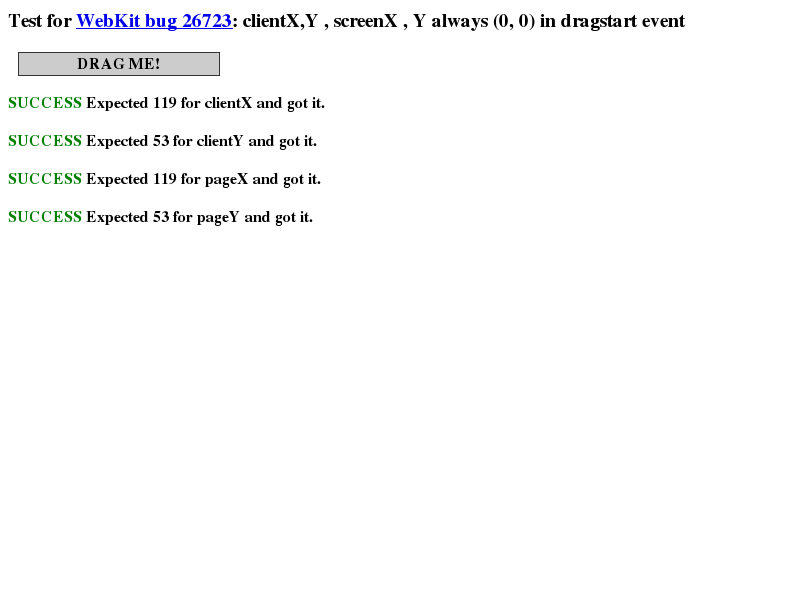 Test for WebKit bug 26723: clientX,Y , screenX , Y always (0, 0) in dragstart event
DRAG ME!
SUCCESS Expected 119 for clientX and got it.
SUCCESS Expected 53 for clientY and got it.
SUCCESS Expected 119 for pageX and got it.
SUCCESS Expected 53 for pageY and got it.